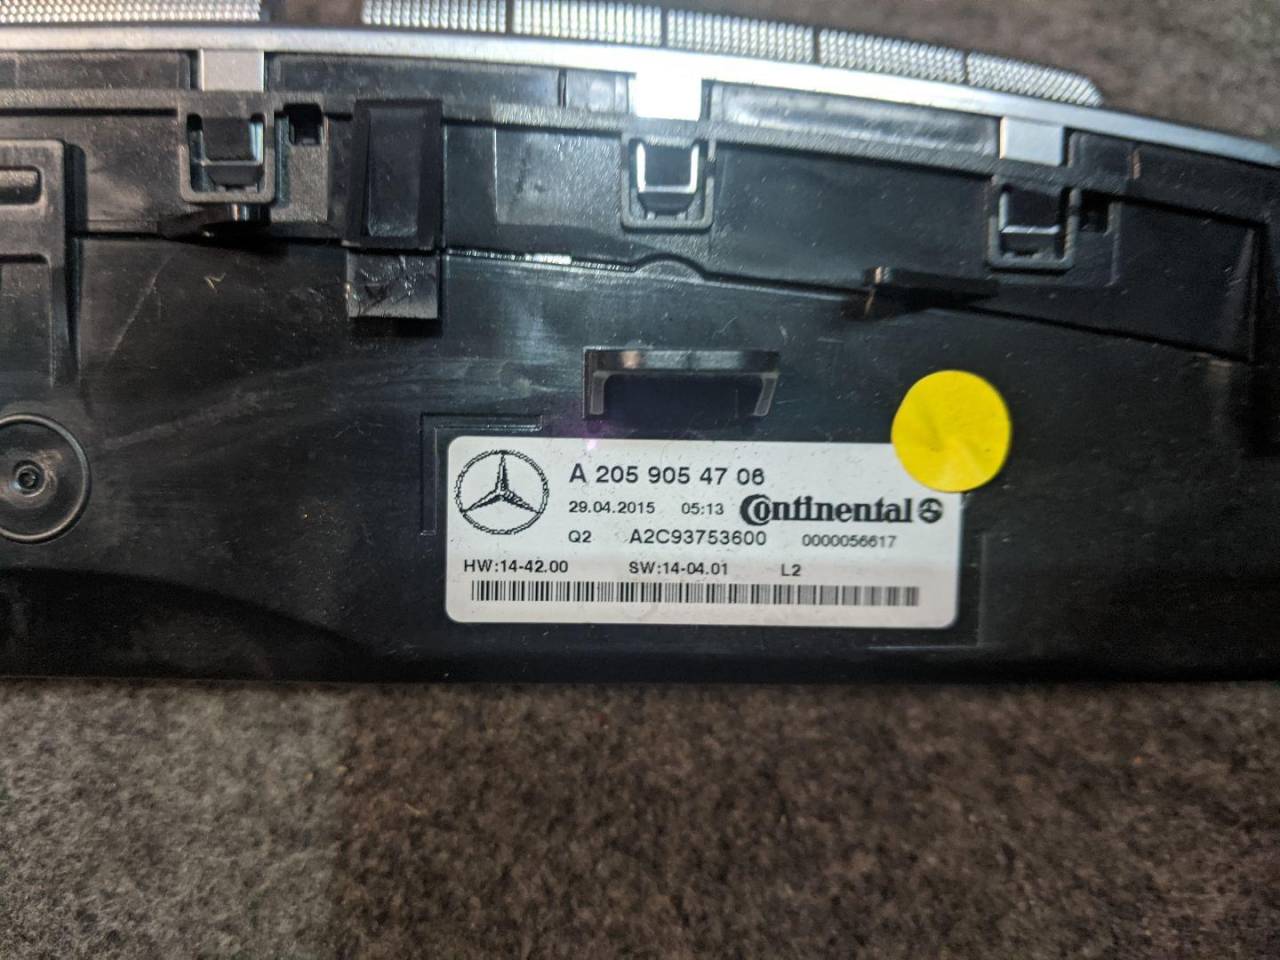 A 205 905 47 06
29.04.2015 05:13 Continental
Q2 A2C93753600 0000056617
HW:14-42.00 SW:14-04.01 L2